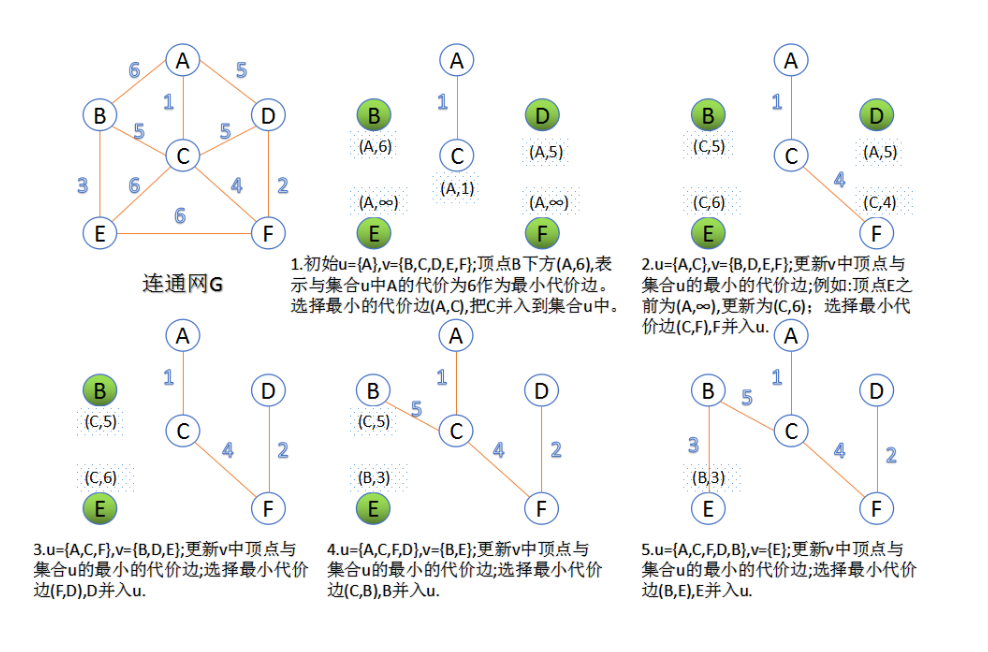 A
6
5
B
1
D
5
5
C
3
6
4
2
E
6
F
连通网G
A
1
B
D
(A,6)
C
(A,5)
(A,1)
(A,∞)
(A,∞)
E
F
1.初始u={A},v={B,C,D,E,F};顶点B下方(A,6),表
示与集合u中A的代价为6作为最小代价边。
选择最小的代价边(A,C),把C并入到集合u中。
A
1
B
D
(C,5)
C
(A,5)
4
(C,6)
(C,4)
E
F
2.u={A,C},v={B,D,E,F};更新v中顶点与
集合u的最小的代价边;例如:顶点E之
前为(A,∞),更新为(C,6);选择最小代
价边(C,F),F并入u.
A
1
B
D
(C,5)
C
4
2
(C,6)
E
F
3.u={A,C,F},v={B,D,E};更新v中顶点与
集合u的最小的代价边;选择最小代价
边(F,D),D并入u.
A
1
B
D
5
(C,5)
C
4
2
(B,3)
E
F
4.u={A,C,F,D},v={B,E};更新v中顶点与
集合u的最小的代价边;选择最小代价
边(C,B),B并入u.
A
1
B
5
D
C
3
4
2
(B,3)
E
F
5.u={A,C,F,D,B},v={E};更新v中顶点与
集合u的最小的代价边;选择最小代价
边(B,E),E并入u.